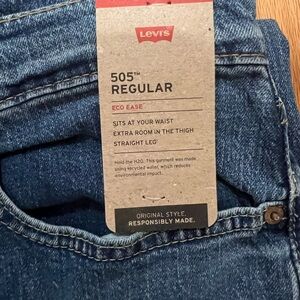 Levi's
505™
REGULAR
ECO EASE
SITS AT YOUR WAIST
EXTRA ROOM IN THE THIGH
STRAIGHT LEG
Hold the H2O. This garment was made
using recycled water, which reduces
environmental impact.
ORIGINAL STYLE.
RESPONSIBLY MADE.